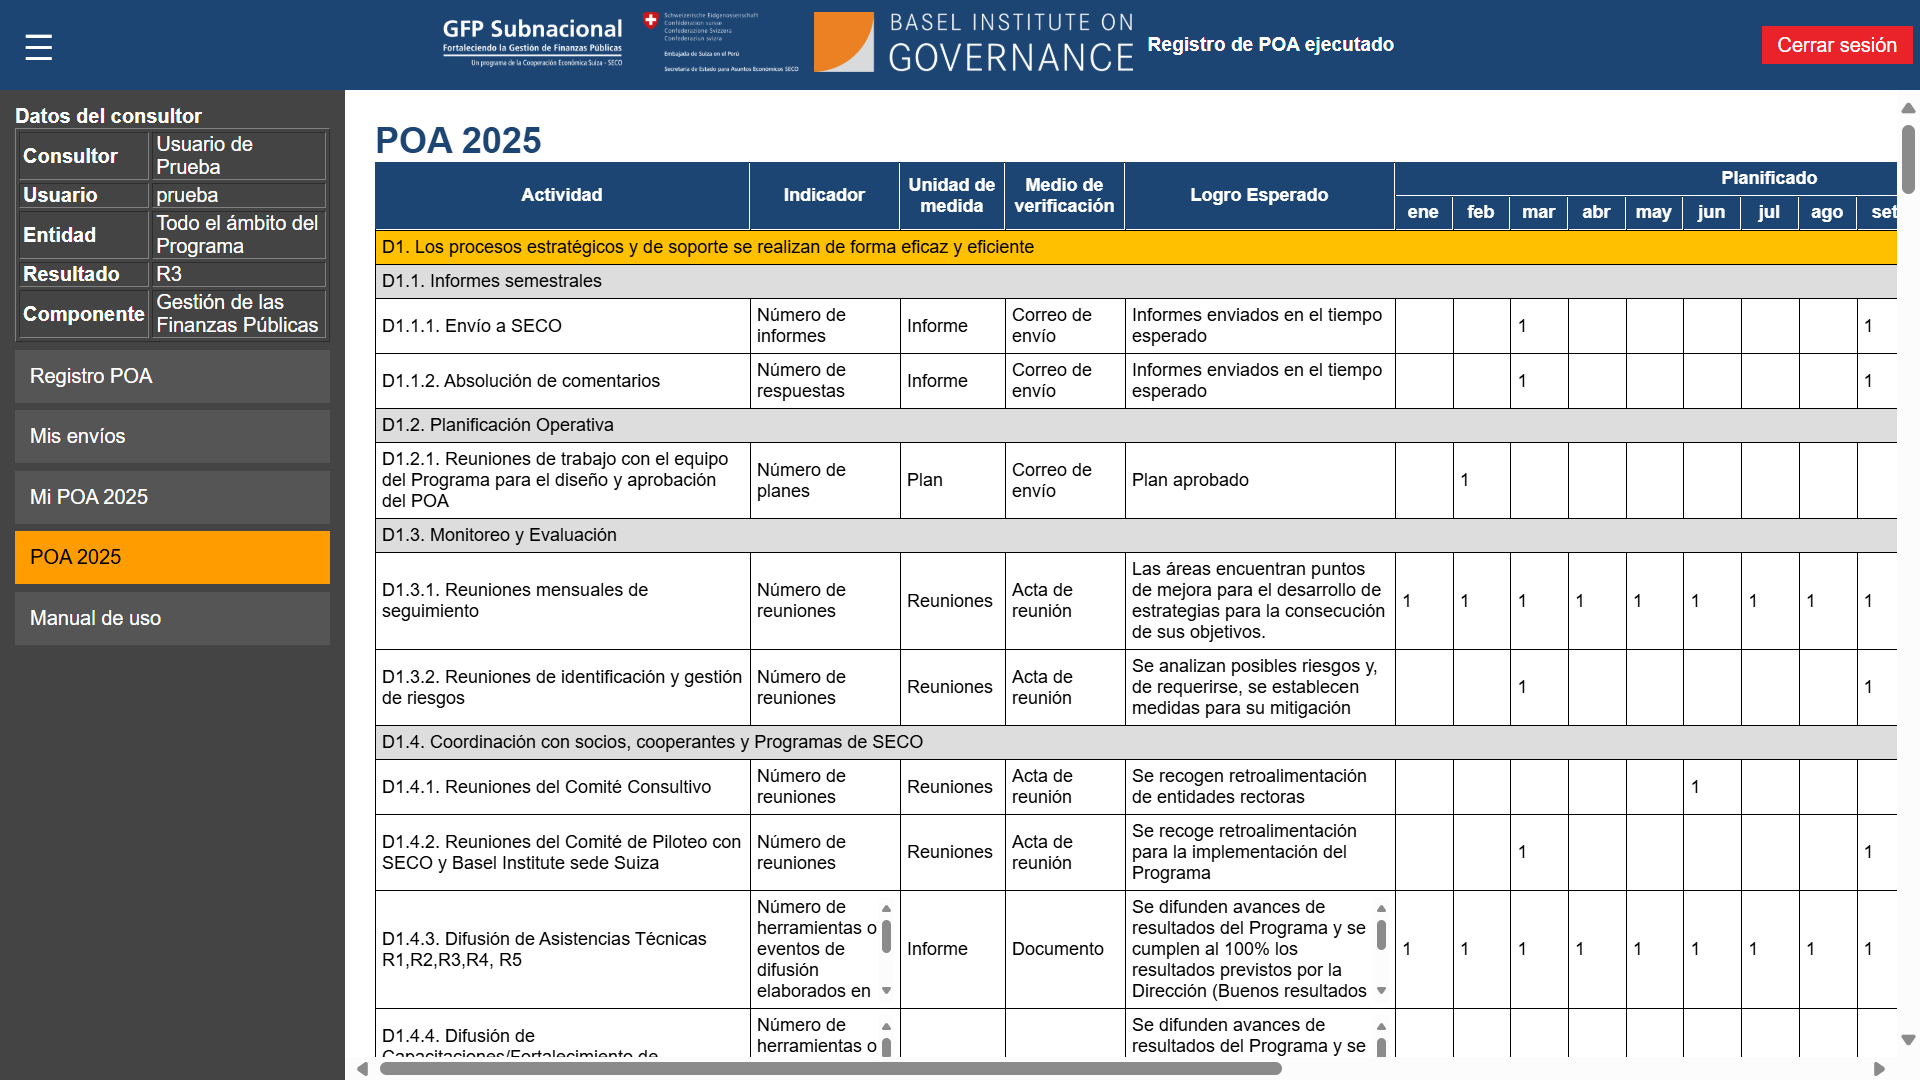 GFP Subnacional
Fortaleciendo la Gestión de Finanzas Públicas
Un programa de la Cooperación Económica Suiza - SECO
Schweizerische Eidgenossenschaft
Confédération suisse
Confederazione Svizzera
Confederaziun svizra
Embajada de Suiza en el Perú
Secretaría de Estado para Asuntos Económicos SECO
BASEL INSTITUTE ON
GOVERNANCE
Registro de POA ejecutado
Cerrar sesión
Datos del consultor
Consultor
Usuario de
Prueba
Usuario
prueba
Entidad
Todo el ámbito del
Programa
Resultado
R3
Componente
Gestión de las
Finanzas Públicas
Registro POA
Mis envíos
Mi POA 2025
POA 2025
Manual de uso
POA 2025
Actividad
Indicador
Unidad de
medida
Medio de
verificación
Logro Esperado
Planificado
ene feb mar abr may jun jul ago set
D1. Los procesos estratégicos y de soporte se realizan de forma eficaz y eficiente
D1.1. Informes semestrales
D1.1.1. Envío a SECO
Número de
informes
Informe
Correo de
envío
Informes enviados en el tiempo
esperado
1 1
D1.1.2. Absolución de comentarios
Número de
respuestas
Informe
Correo de
envío
Informes enviados en el tiempo
esperado
1 1
D1.2. Planificación Operativa
D1.2.1. Reuniones de trabajo con el equipo
del Programa para el diseño y aprobación
del POA
Número de
planes
Plan
Correo de
envío
Plan aprobado
1
D1.3. Monitoreo y Evaluación
D1.3.1. Reuniones mensuales de
seguimiento
Número de
reuniones
Reuniones
Acta de
reunión
Las áreas encuentran puntos
de mejora para el desarrollo de
estrategias para la consecución
de sus objetivos.
1 1 1 1 1 1 1 1 1
D1.3.2. Reuniones de identificación y gestión
de riesgos
Número de
reuniones
Reuniones
Acta de
reunión
Se analizan posibles riesgos y,
de requerirse, se establecen
medidas para su mitigación
1 1
D1.4. Coordinación con socios, cooperantes y Programas de SECO
D1.4.1. Reuniones del Comité Consultivo
Número de
reuniones
Reuniones
Acta de
reunión
Se recogen retroalimentación
de entidades rectoras
1
D1.4.2. Reuniones del Comité de Piloteo con
SECO y Basel Institute sede Suiza
Número de
reuniones
Reuniones
Acta de
reunión
Se recoge retroalimentación
para la implementación del
Programa
1 1
D1.4.3. Difusión de Asistencias Técnicas
R1,R2,R3,R4, R5
Número de
herramientas o
eventos de
difusión
elaborados en
Informe
Documento
Se difunden avances de
resultados del Programa y se
cumplen al 100% los
resultados previstos por la
Dirección (Buenos resultados
1 1 1 1 1 1 1 1 1
D1.4.4. Difusión de
Capacitaciones/Fortalecimiento de
Número de
herramientas o
Se difunden avances de
resultados del Programa y se